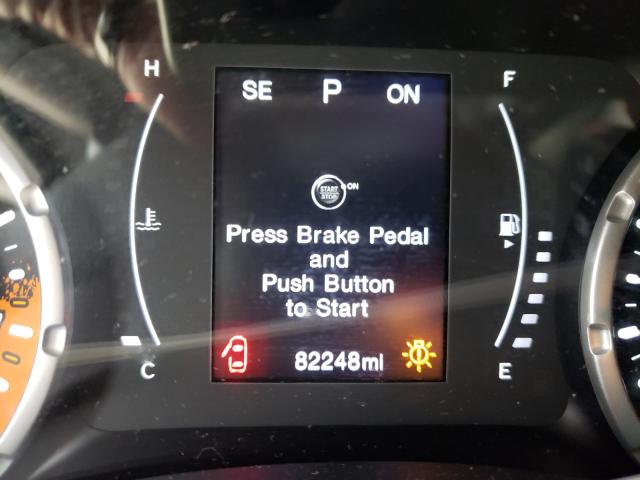 H
F
SE P ON
START
STOP
ON
Press Brake Pedal
and
Push Button
to Start
82248mi
C
E